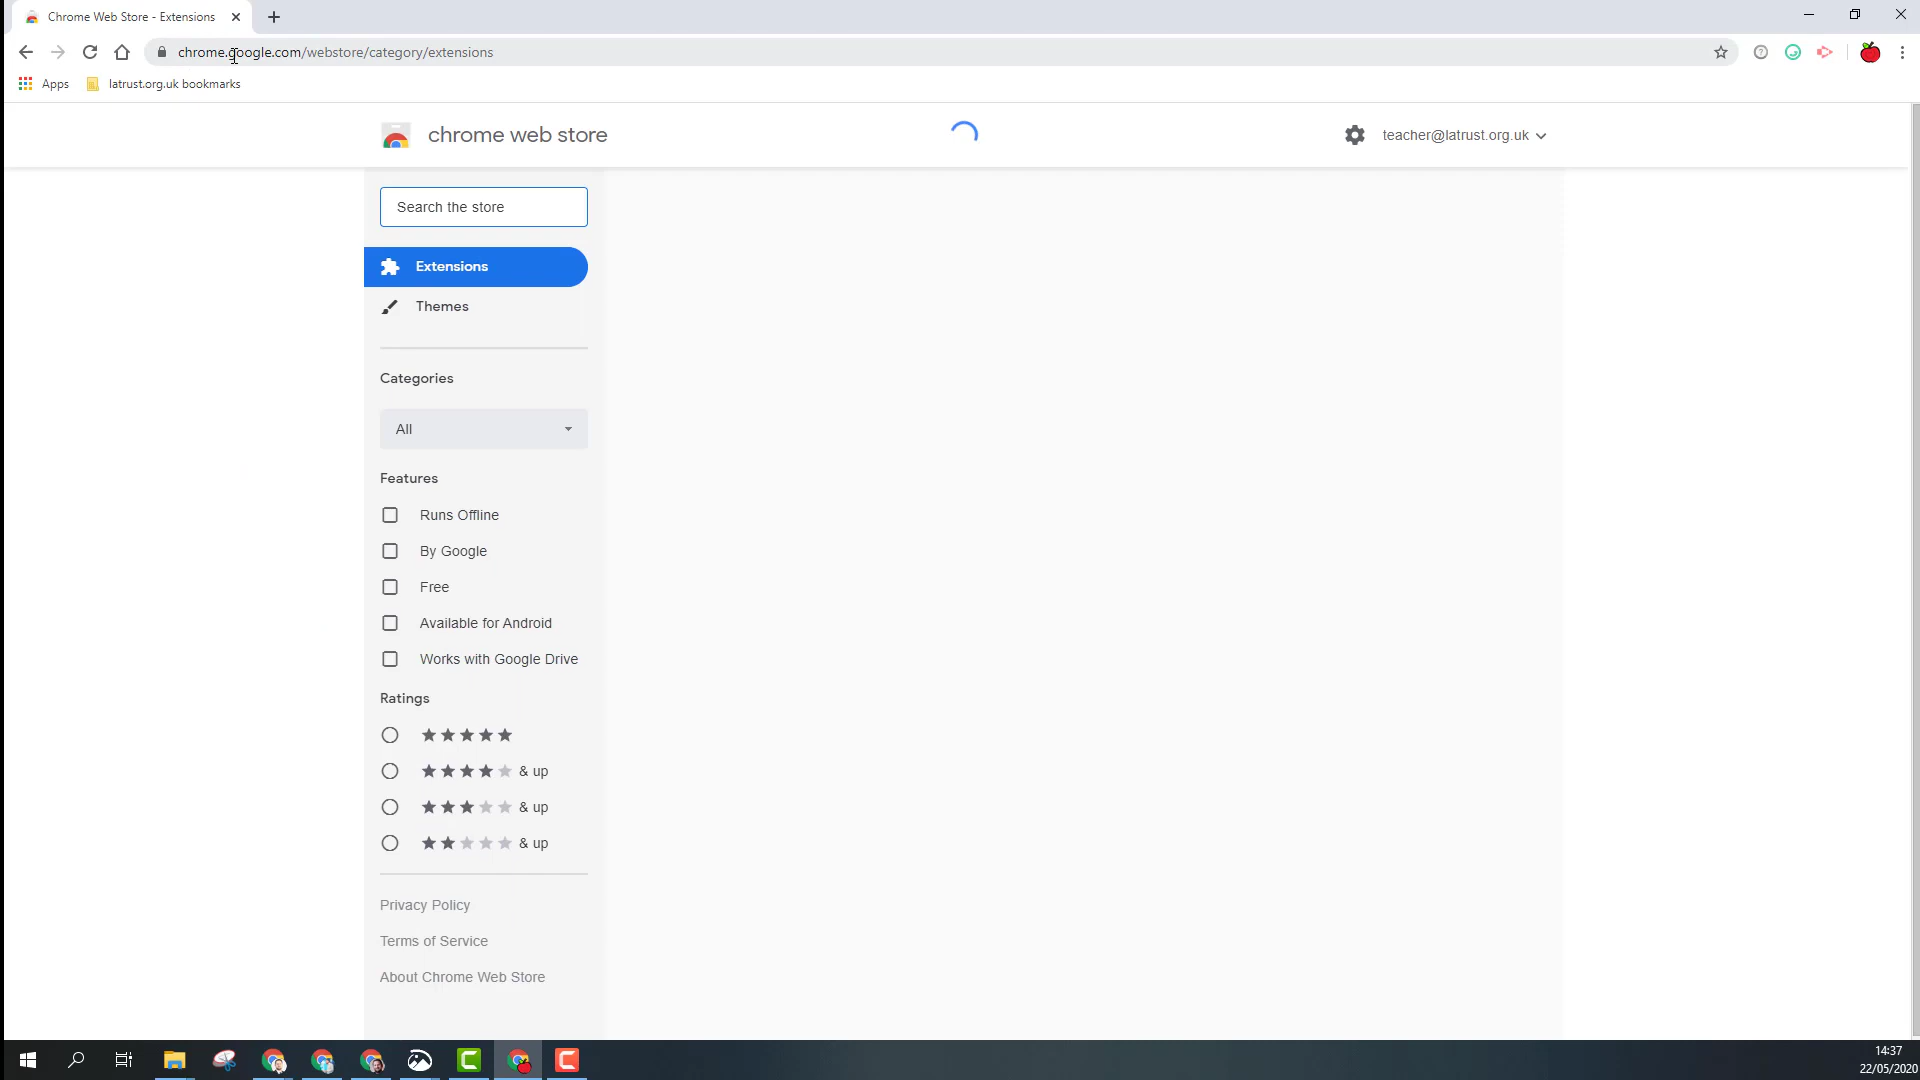 Chrome Web Store - Extensions
chrome.google.com/webstore/category/extensions
Apps
latrust.org.uk bookmarks
chrome web store
teacher@latrust.org.uk
Search the store
Extensions
Themes
Categories
All
Features
Runs Offline
By Google
Free
Available for Android
Works with Google Drive
Ratings
& up
& up
& up
Privacy Policy
Terms of Service
About Chrome Web Store
14:37
22/05/2020